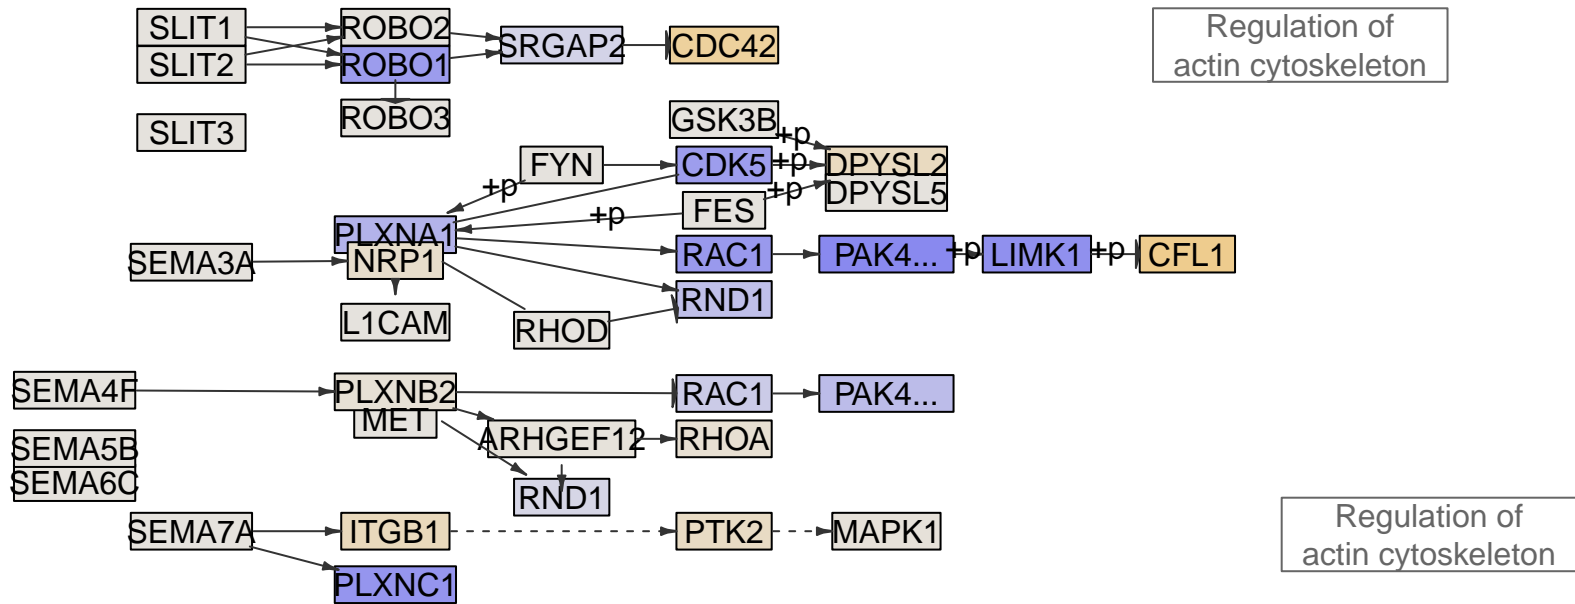 SLIT1
ROBO2
SRGAP2
CDC42
Regulation of
actin cytoskeleton
SLIT2
ROBO1
SLIT3
ROBO3
GSK3B
+p
FYN
CDK5
+p
DPYSL2
+p
+p
DPYSL5
FES
+p
PLXNA1
SEMA3A
NRP1
RAC1
PAK4...
+p
LIMK1
+p
CFL1
RND1
L1CAM
RHOD
SEMA4F
PLXNB2
RAC1
PAK4...
MET
ARHGEF12
RHOA
SEMA5B
SEMA6C
RND1
SEMA7A
ITGB1
PTK2
MAPK1
Regulation of
actin cytoskeleton
PLXNC1